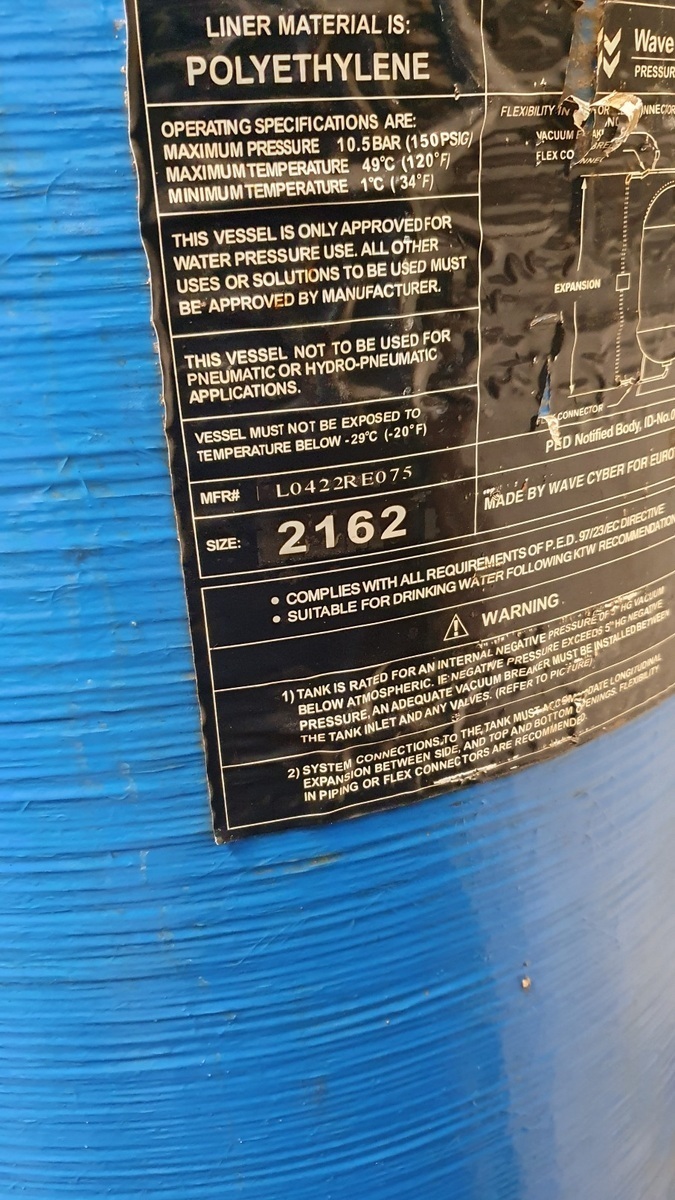 LINER MATERIAL IS:
POLYETHYLENE
OPERATING SPECIFICATIONS ARE:
MAXIMUM PRESSURE 10.5 BAR (150 PSIG)
MAXIMUM TEMPERATURE 49°C (120°F)
MINIMUM TEMPERATURE 1°C (34°F)
THIS VESSEL IS ONLY APPROVED FOR
WATER PRESSURE USE. ALL OTHER
USES OR SOLUTIONS TO BE USED MUST
BE APPROVED BY MANUFACTURER.
THIS VESSEL NOT TO BE USED FOR
PNEUMATIC OR HYDRO-PNEUMATIC
APPLICATIONS.
VESSEL MUST NOT BE EXPOSED TO
TEMPERATURE BELOW -29°C (-20°F)
MFR# L0422RE075
SIZE: 2162
Wave
PRESSUR
FLEXIBILITY IN
VACUUM
FLEX CO
EXPANSION
CONNECTOR
PED Notified Body, ID-No.0
MADE BY WAVE CYBER FOR EURO
• COMPLIES WITH ALL REQUIREMENTS OF P.E.D. 97/23/EC DIRECTIVE
• SUITABLE FOR DRINKING WATER FOLLOWING KTW RECOMMENDATION
WARNING
1) TANK IS RATED FOR AN INTERNAL NEGATIVE PRESSURE OF 5" HG VACUUM
BELOW ATMOSPHERIC. IF NEGATIVE PRESSURE EXCEEDS 5" HG NEGATIVE
PRESSURE, AN ADEQUATE VACUUM BREAKER MUST BE INSTALLED BETWEEN
THE TANK INLET AND ANY VALVES. (REFER TO PICTURE)
2) SYSTEM CONNECTIONS TO THE TANK MUST ACCOMMODATE LONGITUDINAL
EXPANSION BETWEEN SIDE, AND TOP AND BOTTOM OPENINGS. FLEXIBILITY
IN PIPING OR FLEX CONNECTORS ARE RECOMMENDED.